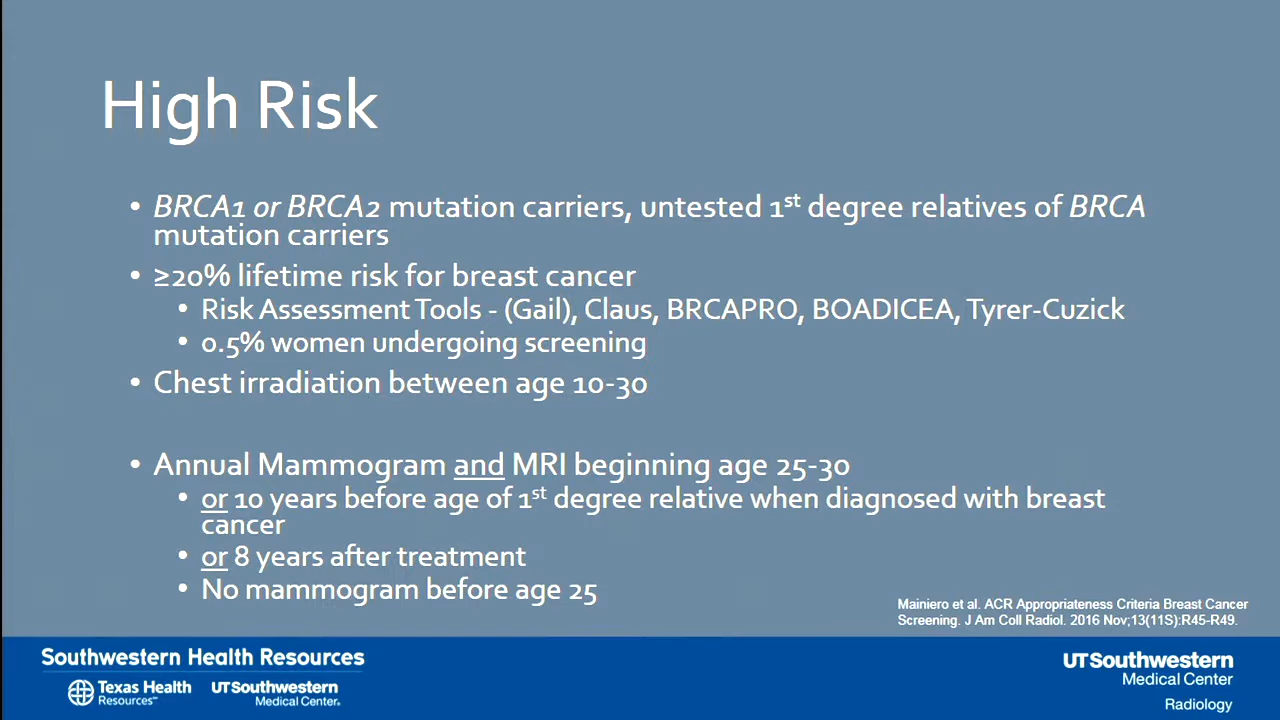 High Risk
• BRCA1 or BRCA2 mutation carriers, untested 1st degree relatives of BRCA
mutation carriers
• ≥20% lifetime risk for breast cancer
• Risk Assessment Tools - (Gail), Claus, BRCAPRO, BOADICEA, Tyrer-Cuzick
• 0.5% women undergoing screening
• Chest irradiation between age 10-30
• Annual Mammogram and MRI beginning age 25-30
• or 10 years before age of 1st degree relative when diagnosed with breast
cancer
• or 8 years after treatment
• No mammogram before age 25
Mainiero et al. ACR Appropriateness Criteria Breast Cancer
Screening. J Am Coll Radiol. 2016 Nov;13(11S):R45-R49.
Southwestern Health Resources
Texas Health
Resources℠
UTSouthwestern
Medical Center.
UTSouthwestern
Medical Center
Radiology